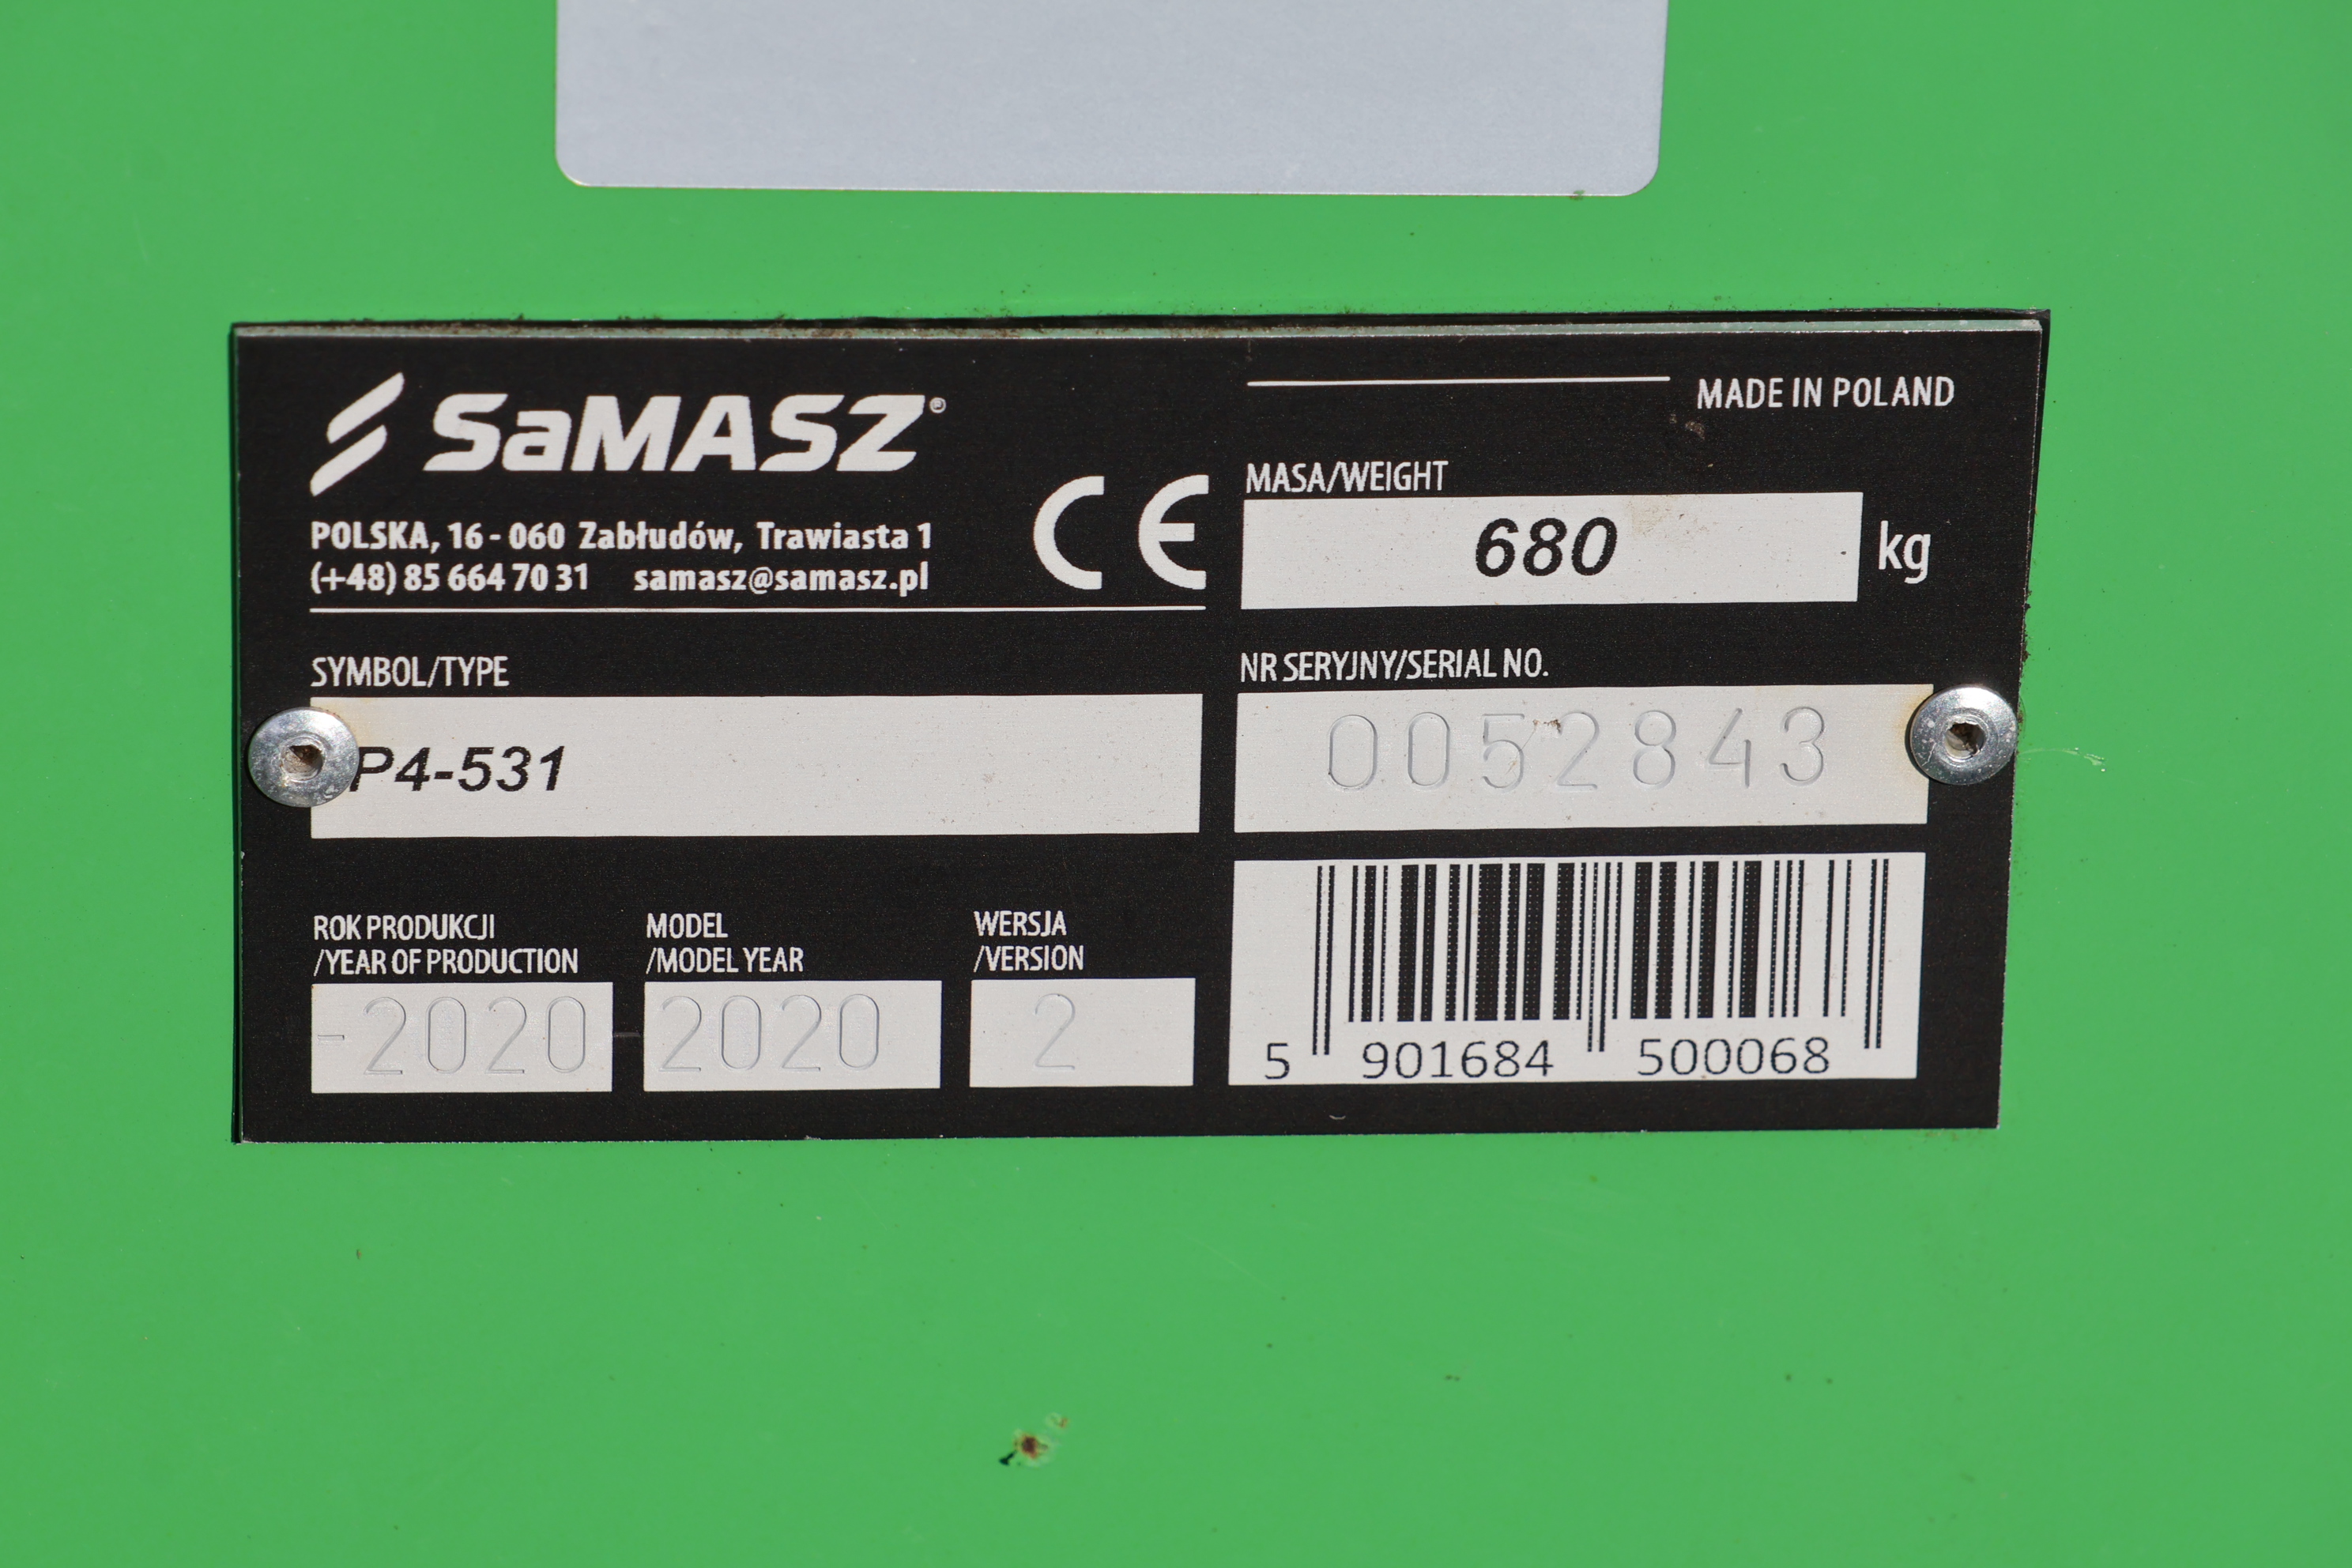 SaMASZ®
POLSKA, 16 - 060 Zabłudów, Trawiasta 1
(+48) 85 664 70 31 samasz@samasz.pl
CE
MADE IN POLAND
MASA/WEIGHT
680 kg
SYMBOL/TYPE
P4-531
NR SERYJNY/SERIAL NO.
0052843
ROK PRODUKCJI
/YEAR OF PRODUCTION
-2020-
MODEL
/MODEL YEAR
2020
WERSJA
/VERSION
2
5 901684 500068